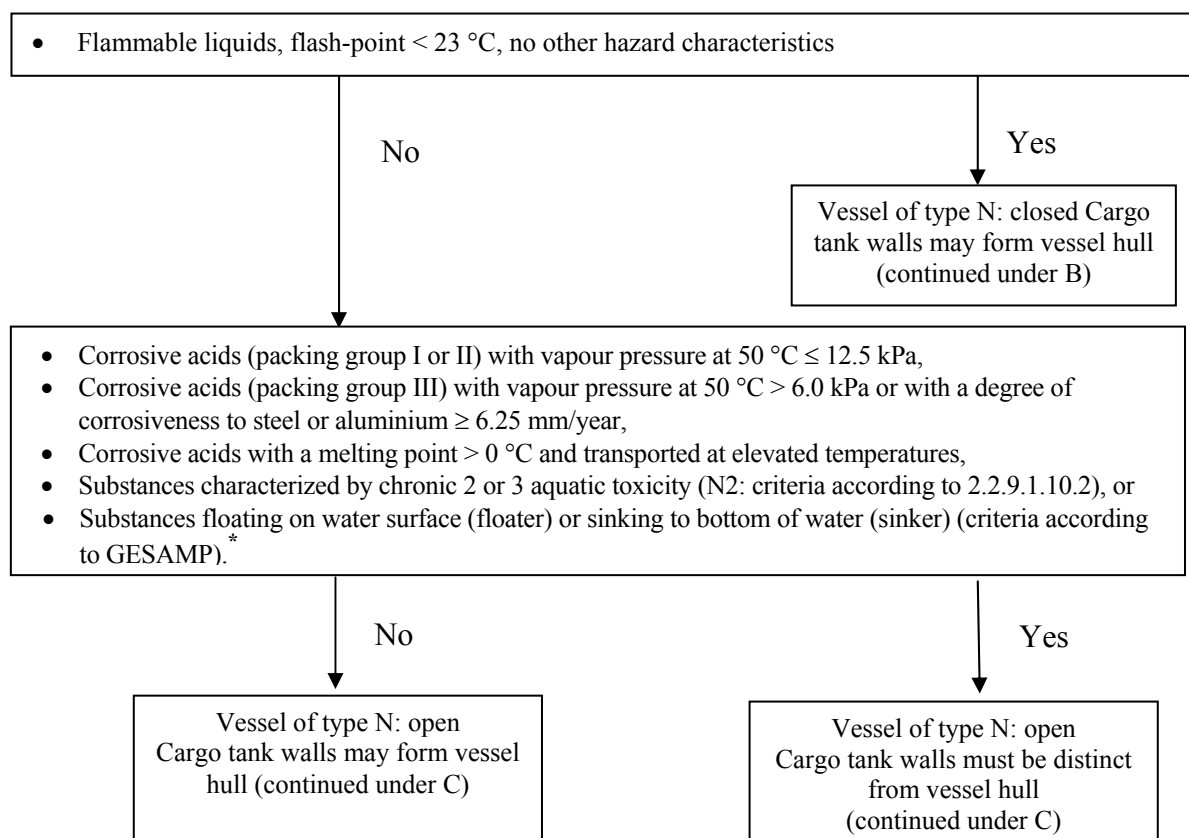 • Flammable liquids, flash-point < 23 °C, no other hazard characteristics
No
Yes
Vessel of type N: closed Cargo
tank walls may form vessel hull
(continued under B)
• Corrosive acids (packing group I or II) with vapour pressure at 50 °C ≤ 12.5 kPa,
• Corrosive acids (packing group III) with vapour pressure at 50 °C > 6.0 kPa or with a degree of
corrosiveness to steel or aluminium ≥ 6.25 mm/year,
• Corrosive acids with a melting point > 0 °C and transported at elevated temperatures,
• Substances characterized by chronic 2 or 3 aquatic toxicity (N2: criteria according to 2.2.9.1.10.2), or
• Substances floating on water surface (floater) or sinking to bottom of water (sinker) (criteria according
to GESAMP).*
No
Yes
Vessel of type N: open
Cargo tank walls may form vessel
hull (continued under C)
Vessel of type N: open
Cargo tank walls must be distinct
from vessel hull
(continued under C)